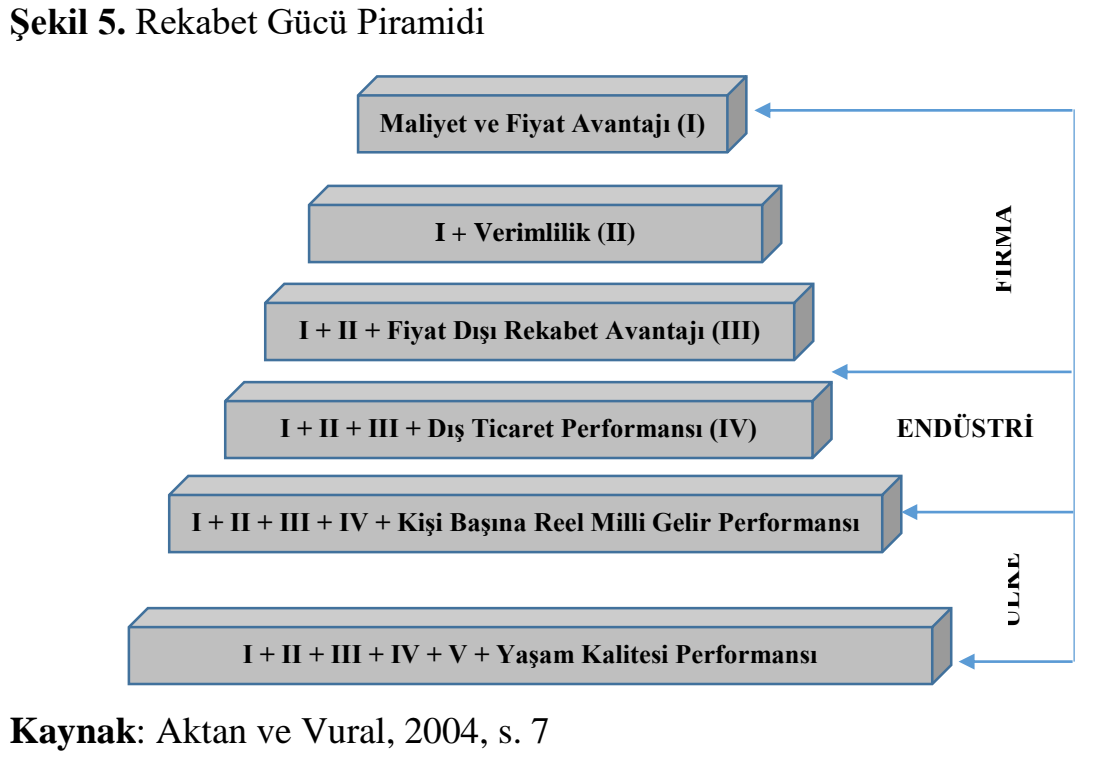 Şekil 5. Rekabet Gücü Piramidi
Maliyet ve Fiyat Avantajı (I)
I + Verimlilik (II)
FİRMA
I + II + Fiyat Dışı Rekabet Avantajı (III)
I + II + III + Dış Ticaret Performansı (IV)
ENDÜSTRİ
I + II + III + IV + Kişi Başına Reel Milli Gelir Performansı
ÜLKE
I + II + III + IV + V + Yaşam Kalitesi Performansı
Kaynak: Aktan ve Vural, 2004, s. 7